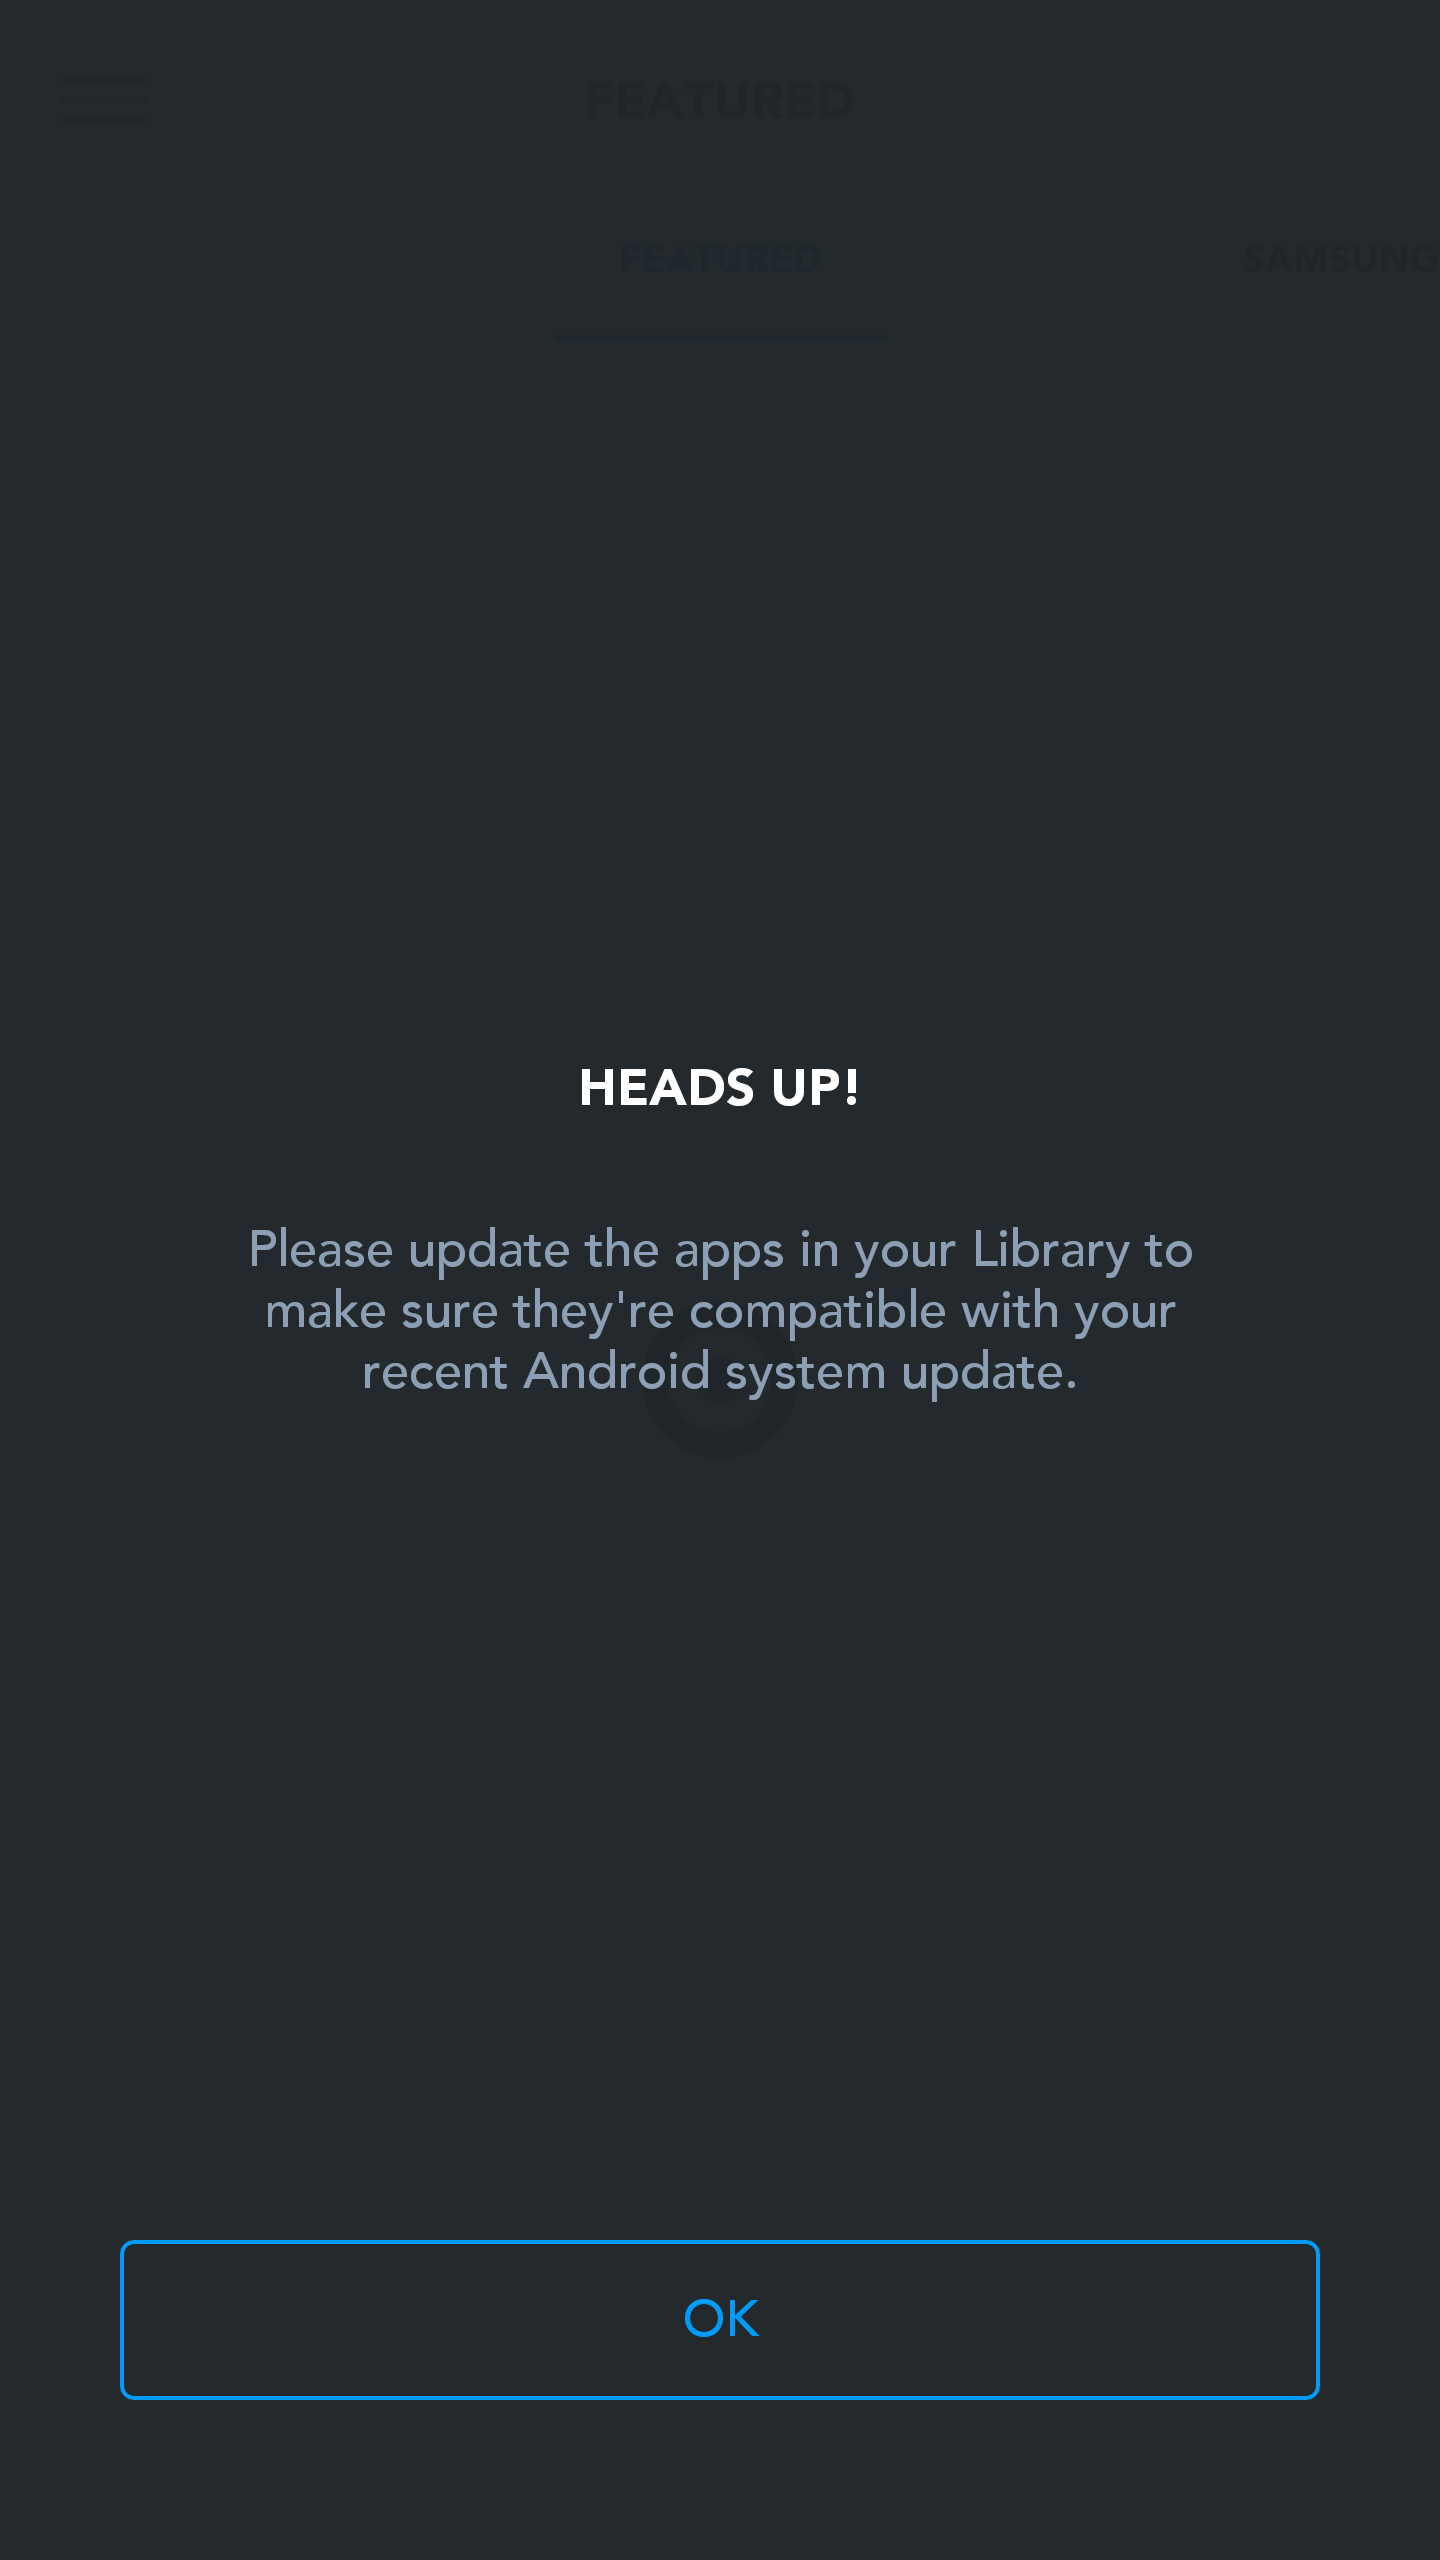 FEATURED
FEATURED
SAMSUNG
HEADS UP!
Please update the apps in your Library to
make sure they're compatible with your
recent Android system update.
OK